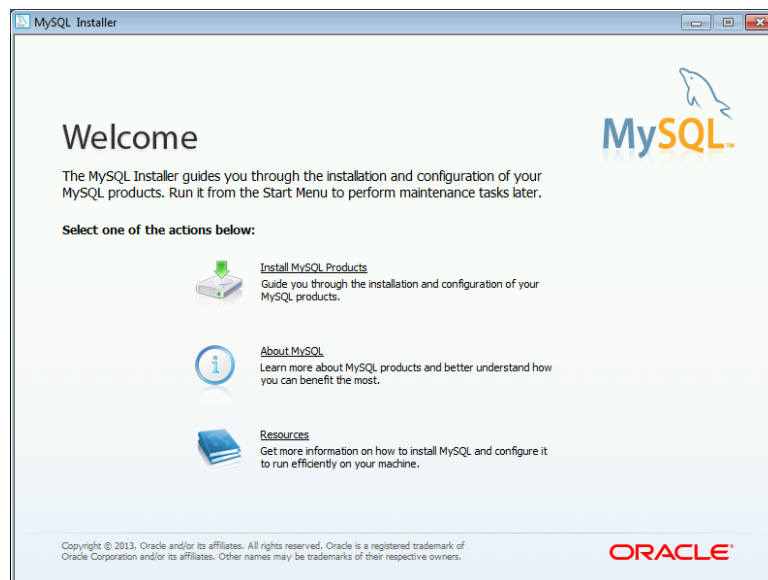 MySQL Installer
MySQL™
Welcome
The MySQL Installer guides you through the installation and configuration of your
MySQL products. Run it from the Start Menu to perform maintenance tasks later.
Select one of the actions below:
Install MySQL Products
Guide you through the installation and configuration of your
MySQL products.
About MySQL
Learn more about MySQL products and better understand how
you can benefit the most.
Resources
Get more information on how to install MySQL and configure it
to run efficiently on your machine.
Copyright © 2013, Oracle and/or its affiliates. All rights reserved. Oracle is a registered trademark of
Oracle Corporation and/or its affiliates. Other names may be trademarks of their respective owners.
ORACLE®